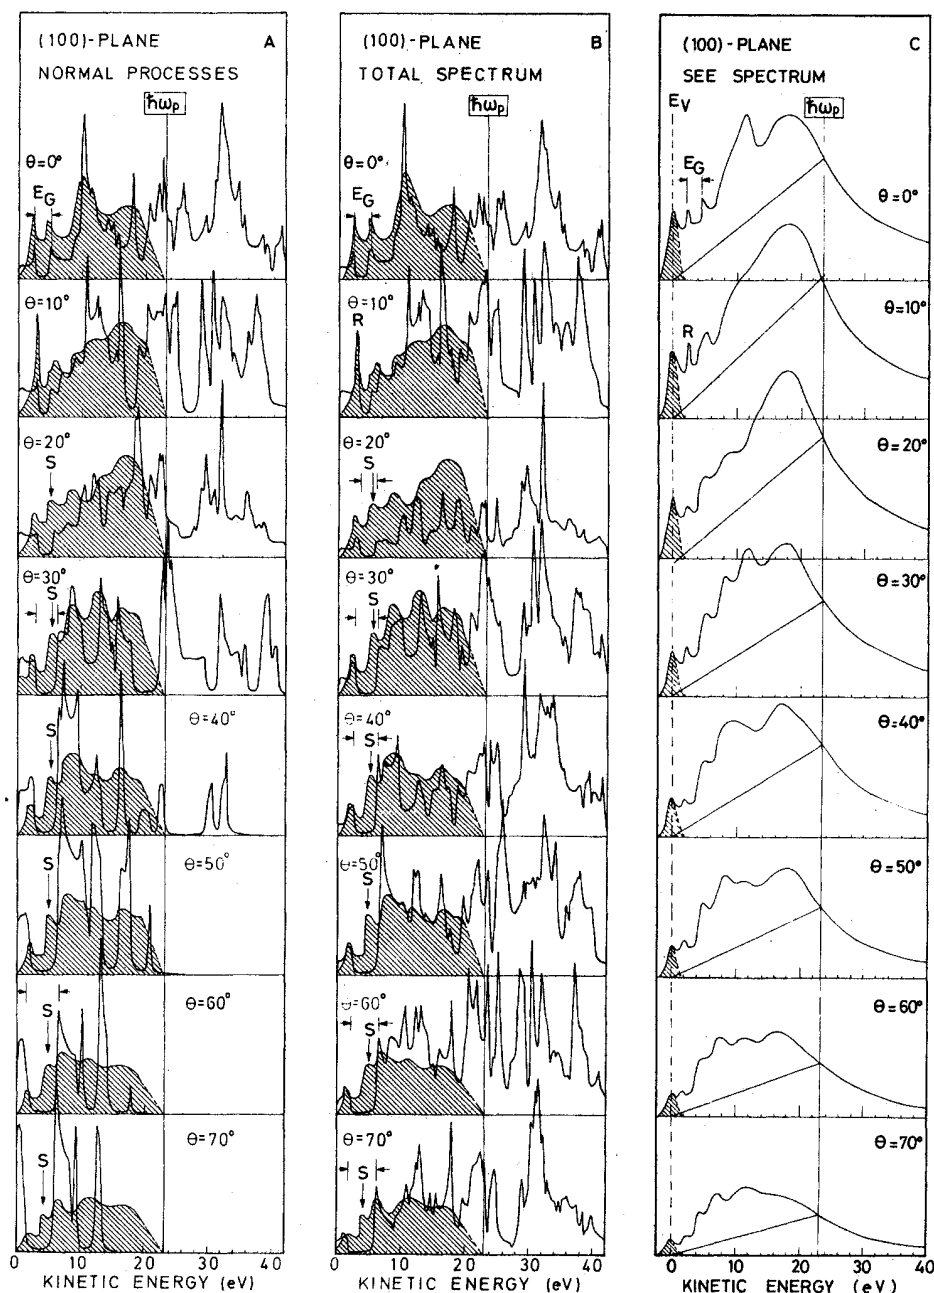 (100)-PLANE A
NORMAL PROCESSES
ħωp
θ=0°
EG
θ=10°
θ=20°
S
θ=30°
S
θ=40°
S
θ=50°
S
θ=60°
S
θ=70°
S
0 10 20 30 40
KINETIC ENERGY (eV)
(100)-PLANE B
TOTAL SPECTRUM
ħωp
θ=0°
EG
θ=10°
R
θ=20°
S
θ=30°
S
θ=40°
S
θ=50°
S
θ=60°
S
θ=70°
S
0 10 20 30 40
KINETIC ENERGY (eV)
(100)-PLANE C
SEE SPECTRUM
EV
ħωp
EG
θ=0°
θ=10°
R
θ=20°
θ=30°
θ=40°
θ=50°
θ=60°
θ=70°
0 10 20 30 40
KINETIC ENERGY (eV)